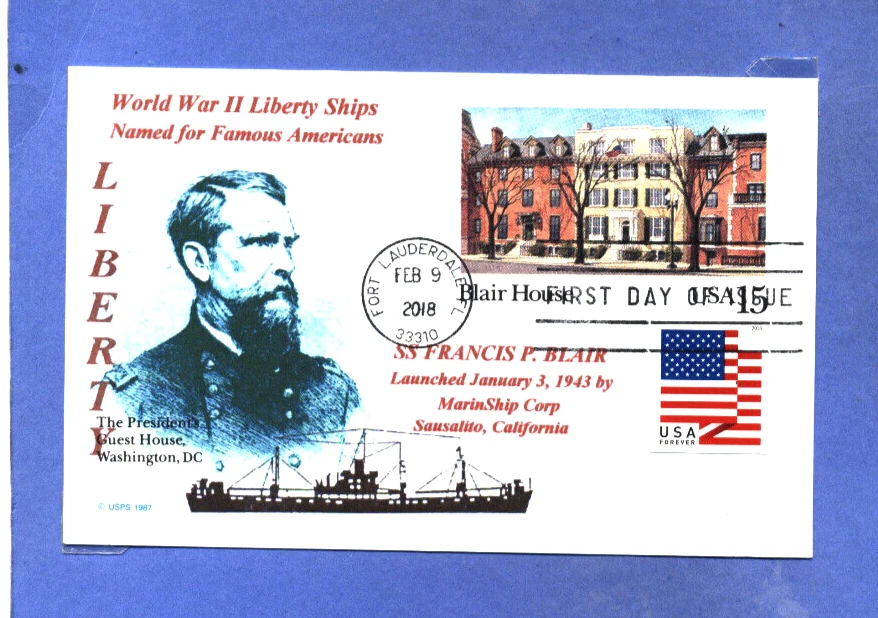 World War II Liberty Ships
Named for Famous Americans
LIBERTY
FORT LAUDERDALE, FL
FEB 9
2018
33310
Blair House
USA 15
FIRST DAY OF ISSUE
SS FRANCIS P. BLAIR
Launched January 3, 1943 by
MarinShip Corp
Sausalito, California
USA
FOREVER
The President's
Guest House,
Washington, DC
© USPS 1987